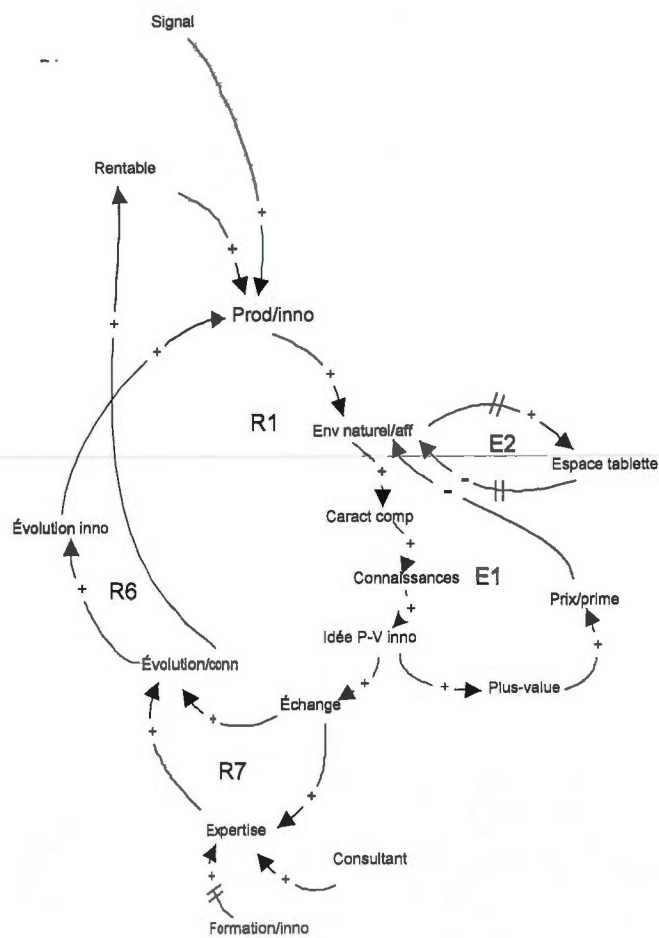 Signal
Rentable
+
+
Prod/inno
+
+
+
R1
Env naturel/aff
+
E2
Espace tablette
+
-
-
Caract comp
Évolution inno
+
Connaissances
E1
R6
Prix/prime
+
+
Idée P-V inno
+
Évolution/conn
+
Plus-value
+
Échange
+
+
R7
+
Expertise
Consultant
+
+
Formation/inno